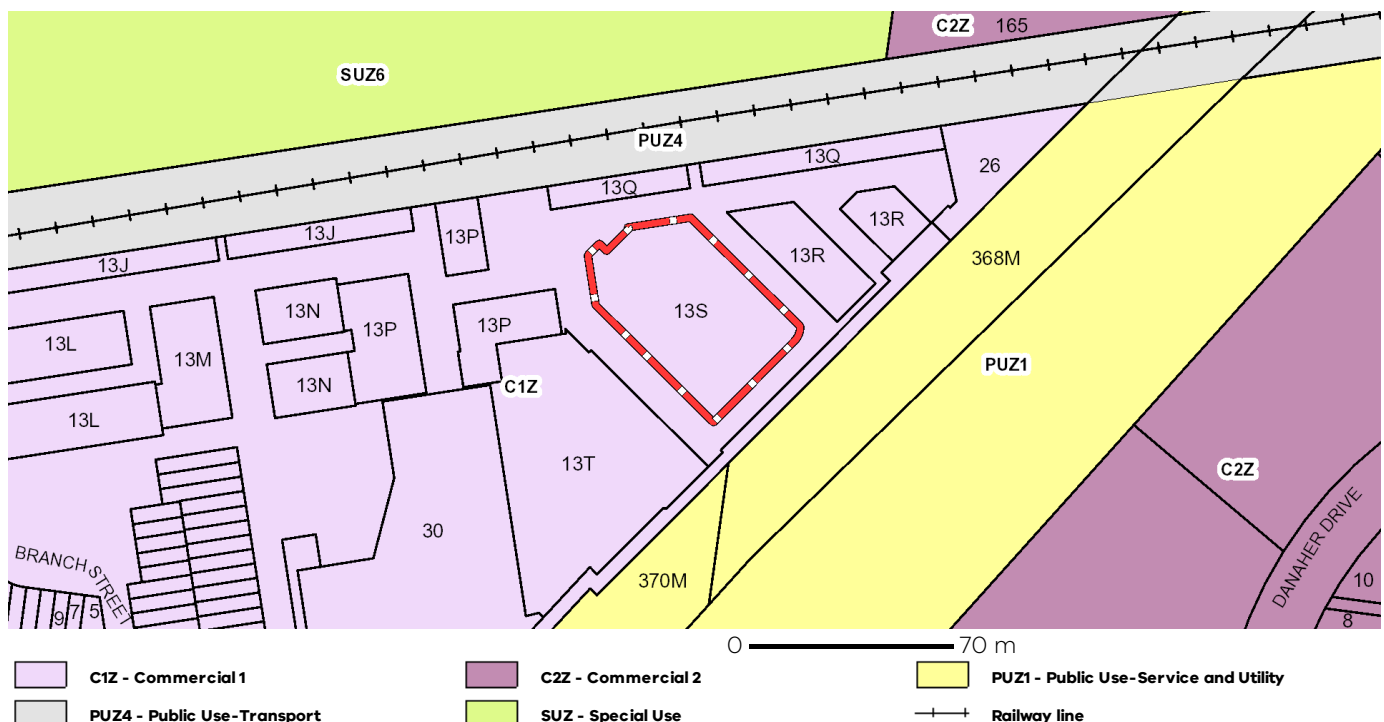 C2Z 165
SUZ6
PUZ4
13Q
13Q
26
13R
13P
13J
13R
368M
13J
13N
13S
13P
13P
13L
13M
PUZ1
13N
C1Z
13L
13T
C2Z
30
BRANCH STREET
DANAHER DRIVE
370M
10
9 7 5
8
0 70 m
C1Z - Commercial 1
C2Z - Commercial 2
PUZ1 - Public Use-Service and Utility
PUZ4 - Public Use-Transport
SUZ - Special Use
Railway line